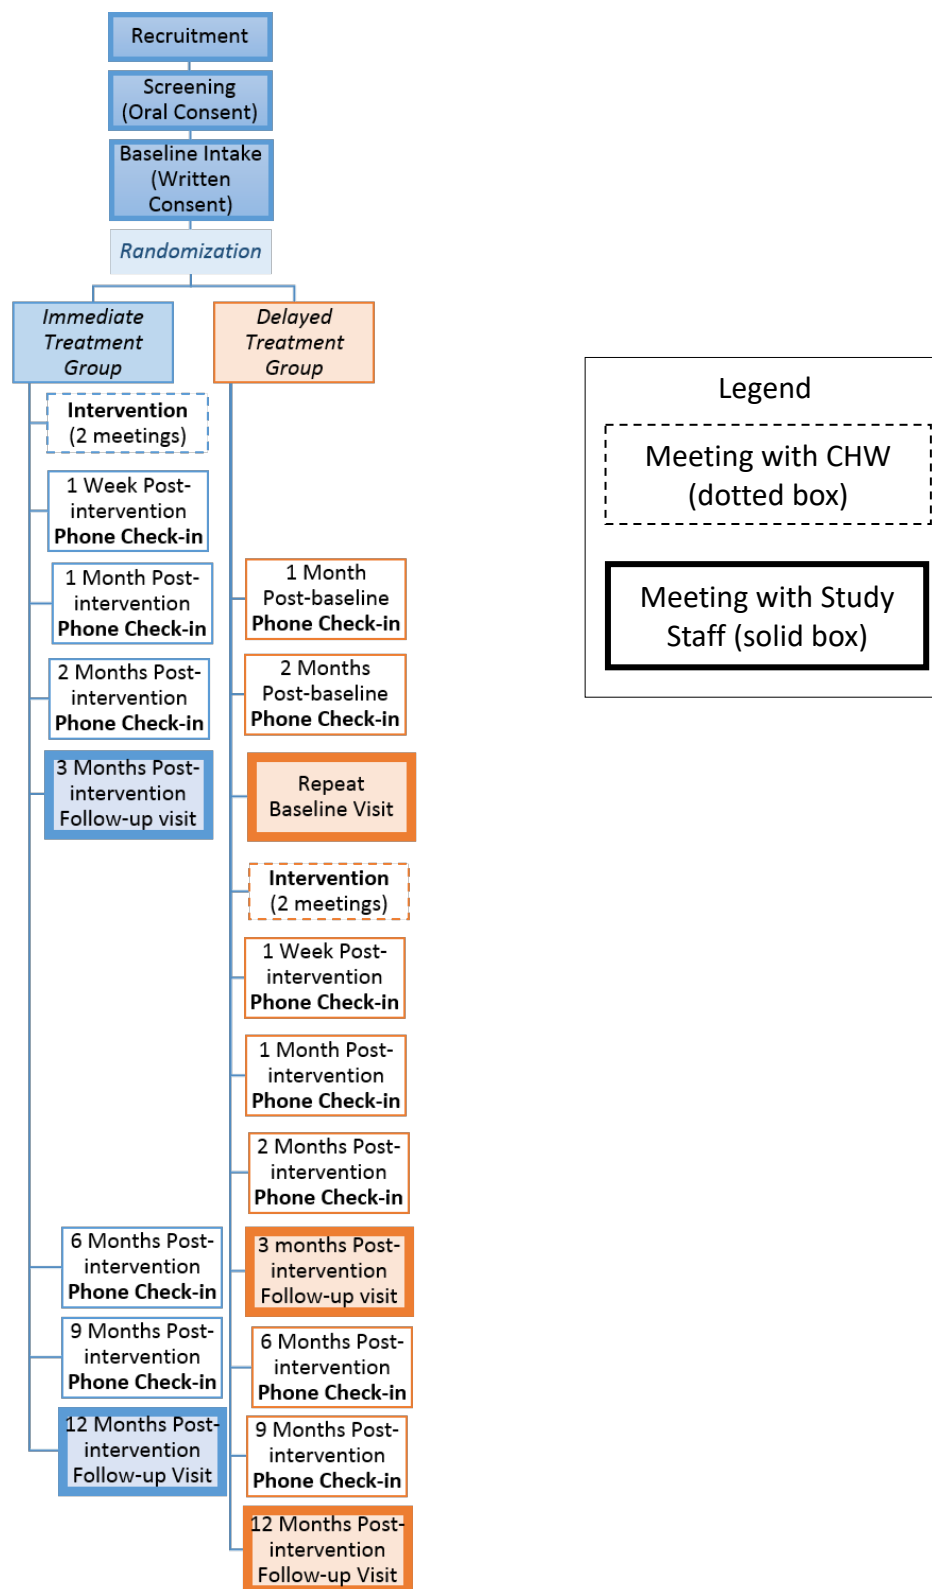 Recruitment
Screening
(Oral Consent)
Baseline Intake
(Written
Consent)
Randomization
Immediate
Treatment
Group
Delayed
Treatment
Group
Intervention
(2 meetings)
1 Week Post-
intervention
Phone Check-in
1 Month Post-
intervention
Phone Check-in
2 Months Post-
intervention
Phone Check-in
3 Months Post-
intervention
Follow-up visit
6 Months Post-
intervention
Phone Check-in
9 Months Post-
intervention
Phone Check-in
12 Months Post-
intervention
Follow-up Visit
1 Month
Post-baseline
Phone Check-in
2 Months
Post-baseline
Phone Check-in
Repeat
Baseline Visit
Intervention
(2 meetings)
1 Week Post-
intervention
Phone Check-in
1 Month Post-
intervention
Phone Check-in
2 Months Post-
intervention
Phone Check-in
3 months Post-
intervention
Follow-up visit
6 Months Post-
intervention
Phone Check-in
9 Months Post-
intervention
Phone Check-in
12 Months Post-
intervention
Follow-up Visit
Legend
Meeting with CHW
(dotted box)
Meeting with Study
Staff (solid box)